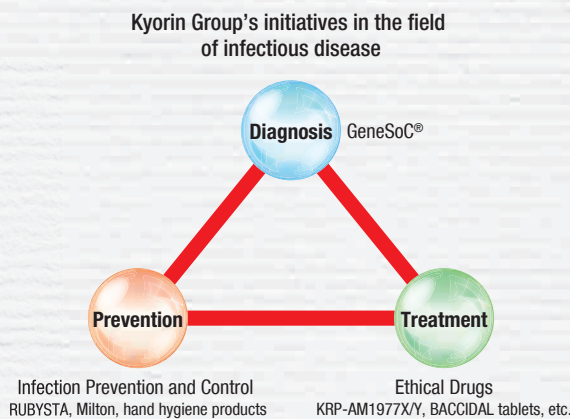 Kyorin Group's initiatives in the field
of infectious disease
Diagnosis GeneSoC®
Prevention
Treatment
Infection Prevention and Control
RUBYSTA, Milton, hand hygiene products
Ethical Drugs
KRP-AM1977X/Y, BACCIDAL tablets, etc.